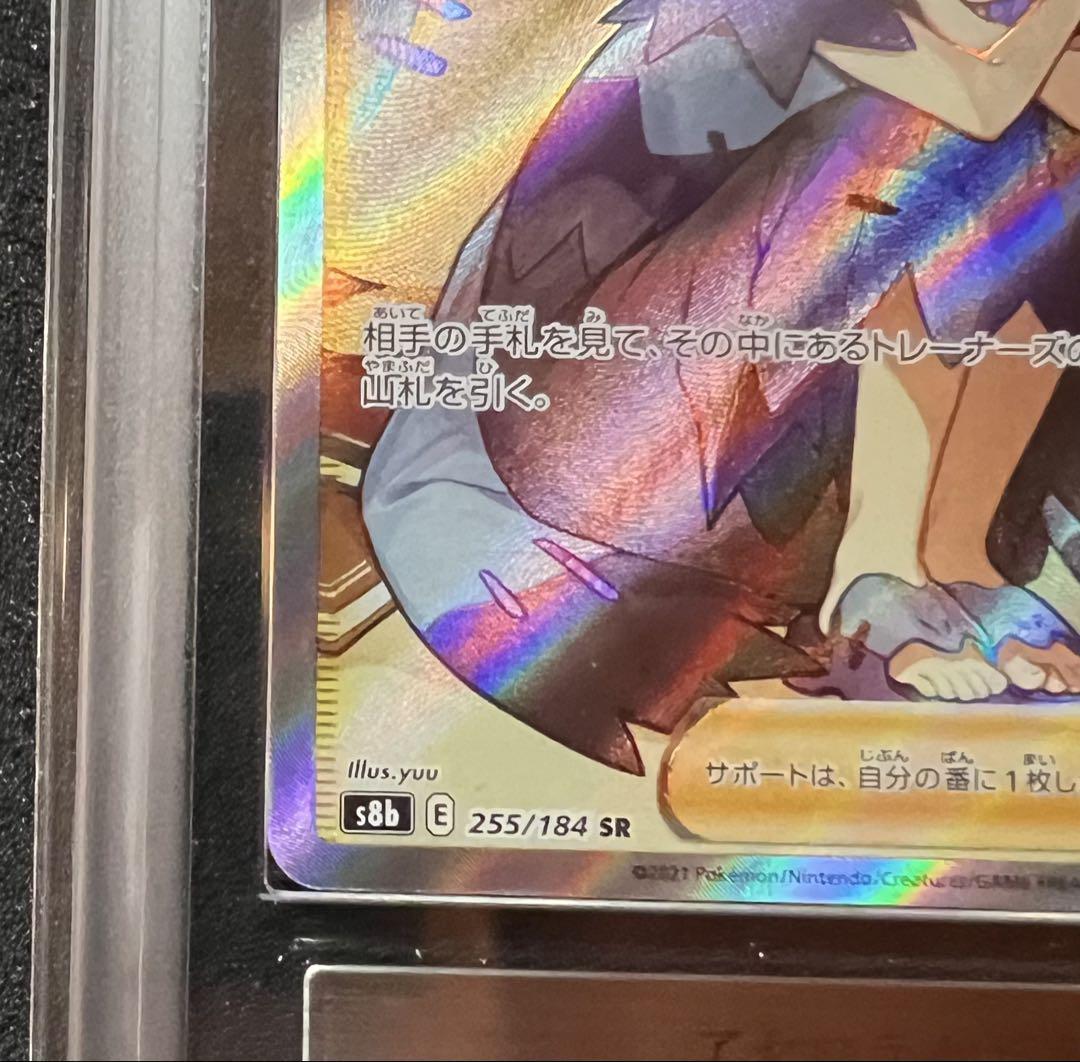 相手の手札を見て、その中にあるトレーナーズの
山札を引く。
Illus.yuu
s8b E 255/184 SR
サポートは、自分の番に1枚し
©2021 Pokémon/Nintendo/Creatures/GAME FREA